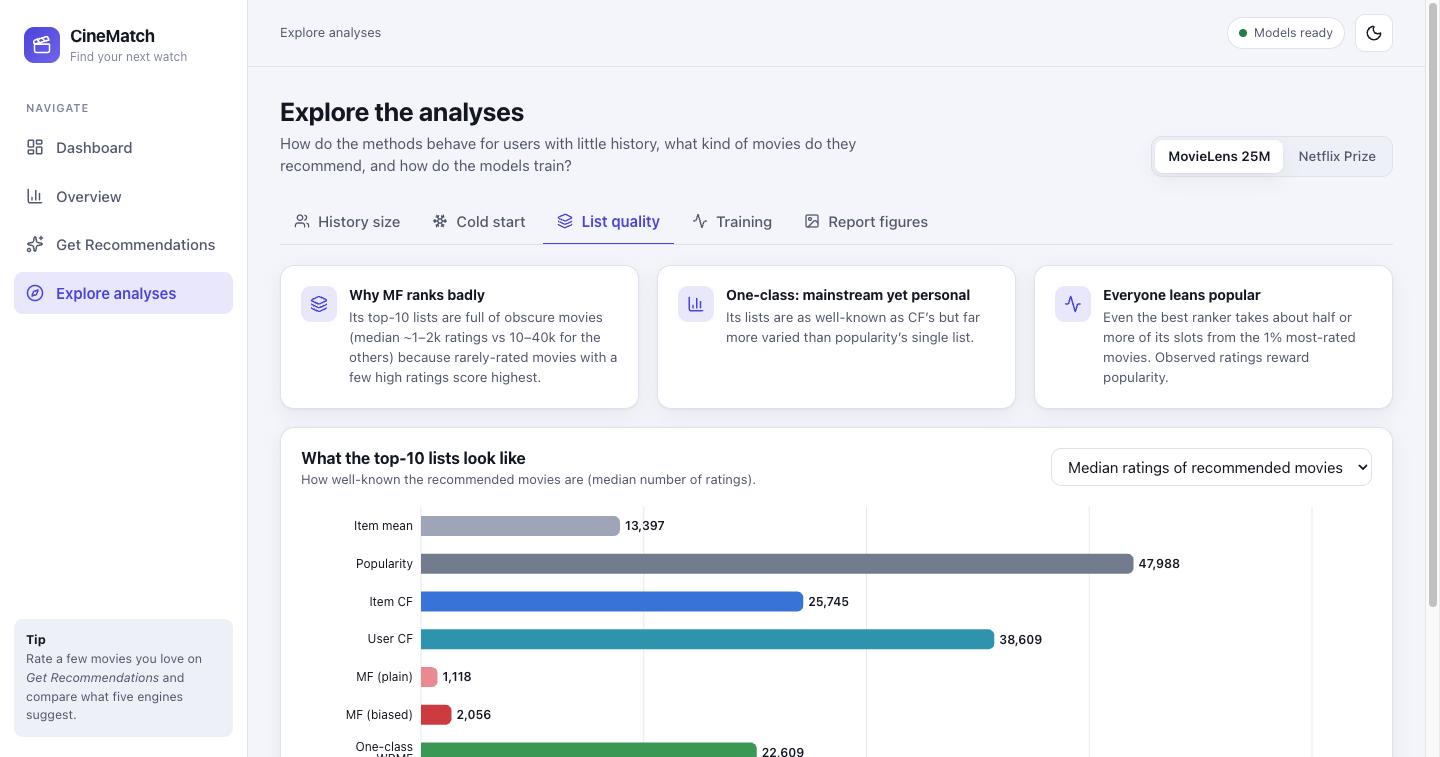 CineMatch
Find your next watch
NAVIGATE
Dashboard
Overview
Get Recommendations
Explore analyses
Tip
Rate a few movies you love on
Get Recommendations and
compare what five engines
suggest.
Explore analyses
Models ready
Explore the analyses
How do the methods behave for users with little history, what kind of movies do they
recommend, and how do the models train?
MovieLens 25M
Netflix Prize
History size
Cold start
List quality
Training
Report figures
Why MF ranks badly
Its top-10 lists are full of obscure movies
(median ~1–2k ratings vs 10–40k for the
others) because rarely-rated movies with a
few high ratings score highest.
One-class: mainstream yet personal
Its lists are as well-known as CF’s but far
more varied than popularity’s single list.
Everyone leans popular
Even the best ranker takes about half or
more of its slots from the 1% most-rated
movies. Observed ratings reward
popularity.
What the top-10 lists look like
How well-known the recommended movies are (median number of ratings).
Median ratings of recommended movies
Item mean 13,397
Popularity 47,988
Item CF 25,745
User CF 38,609
MF (plain) 1,118
MF (biased) 2,056
One-class 22,609